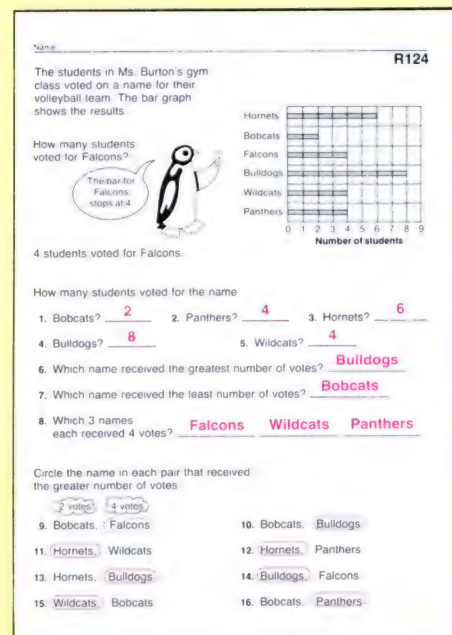 Name
R124
The students in Ms. Burton's gym
class voted on a name for their
volleyball team. The bar graph
shows the results.
How many students
voted for Falcons?
The bar for
Falcons
stops at 4
4 students voted for Falcons.
Hornets
Bobcats
Falcons
Bulldogs
Wildcats
Panthers
0 1 2 3 4 5 6 7 8 9
Number of students
How many students voted for the name
1. Bobcats? 2 2. Panthers? 4 3. Hornets? 6
4. Bulldogs? 8 5. Wildcats? 4
6. Which name received the greatest number of votes? Bulldogs
7. Which name received the least number of votes? Bobcats
8. Which 3 names
each received 4 votes? Falcons Wildcats Panthers
Circle the name in each pair that received
the greater number of votes.
2 votes 4 votes
9. Bobcats, Falcons 10. Bobcats, Bulldogs
11. Hornets, Wildcats 12. Hornets, Panthers
13. Hornets, Bulldogs 14. Bulldogs, Falcons
15. Wildcats, Bobcats 16. Bobcats, Panthers